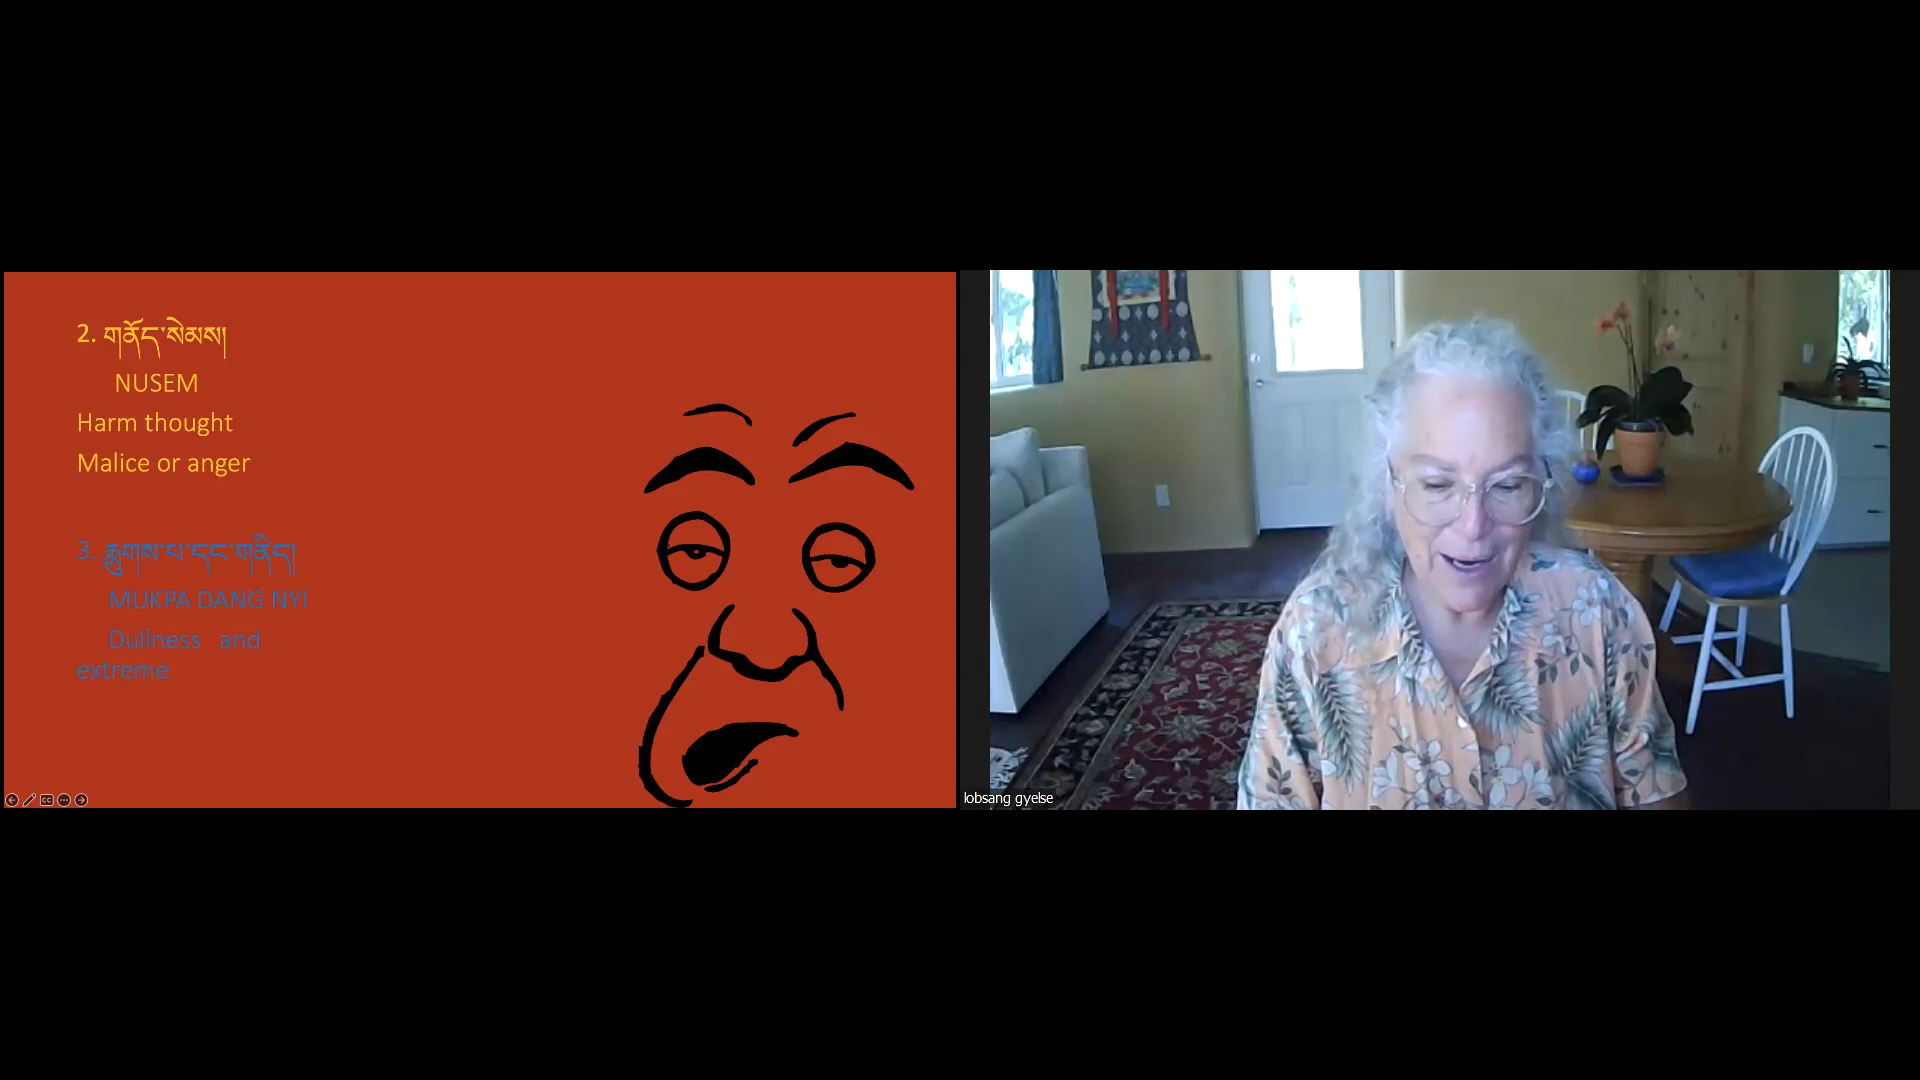 2. གནོད་སེམས།
NUSEM
Harm thought
Malice or anger
3. རྨུགས་པ་དང་གཉིད།
MUKPA DANG NYI
Dullness and
extreme
lobsang gyelse